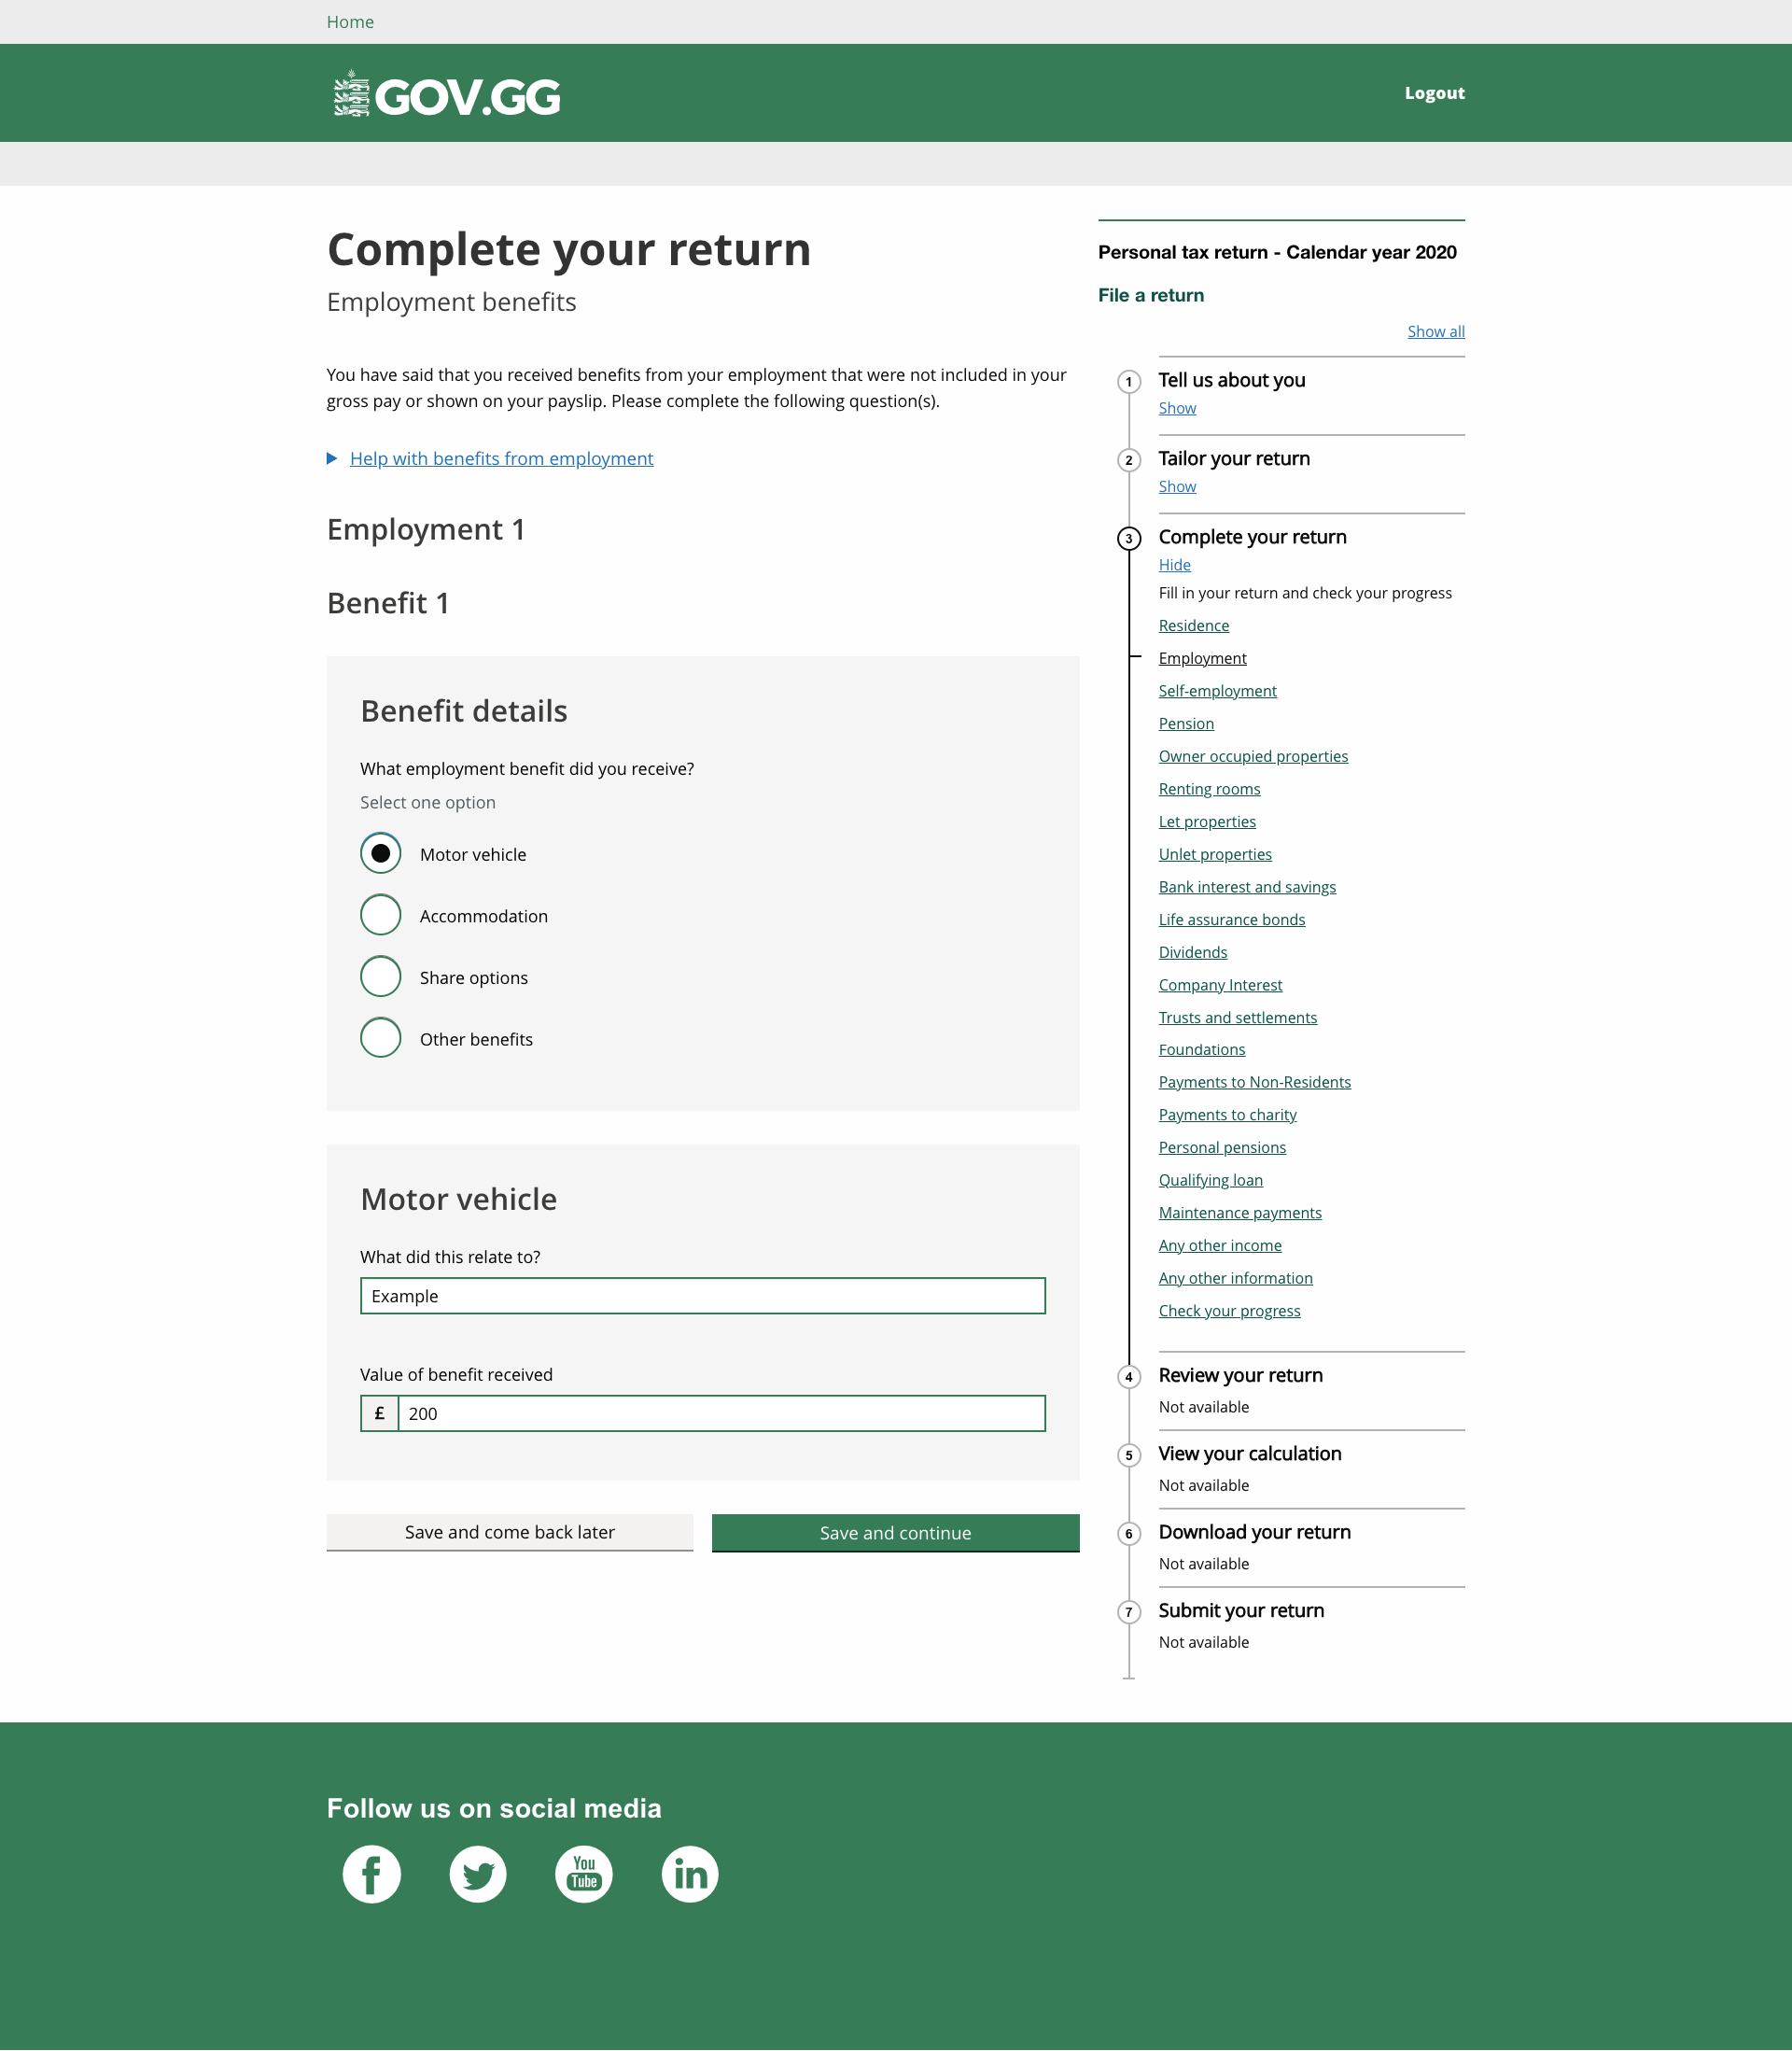 Home
GOV.GG
Logout
Complete your return
Employment benefits
You have said that you received benefits from your employment that were not included in your
gross pay or shown on your payslip. Please complete the following question(s).
Help with benefits from employment
Employment 1
Benefit 1
Benefit details
What employment benefit did you receive?
Select one option
Motor vehicle
Accommodation
Share options
Other benefits
Motor vehicle
What did this relate to?
Example
Value of benefit received
£ 200
Save and come back later
Save and continue
Personal tax return - Calendar year 2020
File a return
Show all
1 Tell us about you
Show
2 Tailor your return
Show
3 Complete your return
Hide
Fill in your return and check your progress
Residence
Employment
Self-employment
Pension
Owner occupied properties
Renting rooms
Let properties
Unlet properties
Bank interest and savings
Life assurance bonds
Dividends
Company Interest
Trusts and settlements
Foundations
Payments to Non-Residents
Payments to charity
Personal pensions
Qualifying loan
Maintenance payments
Any other income
Any other information
Check your progress
4 Review your return
Not available
5 View your calculation
Not available
6 Download your return
Not available
7 Submit your return
Not available
Follow us on social media
f
You
Tube
in